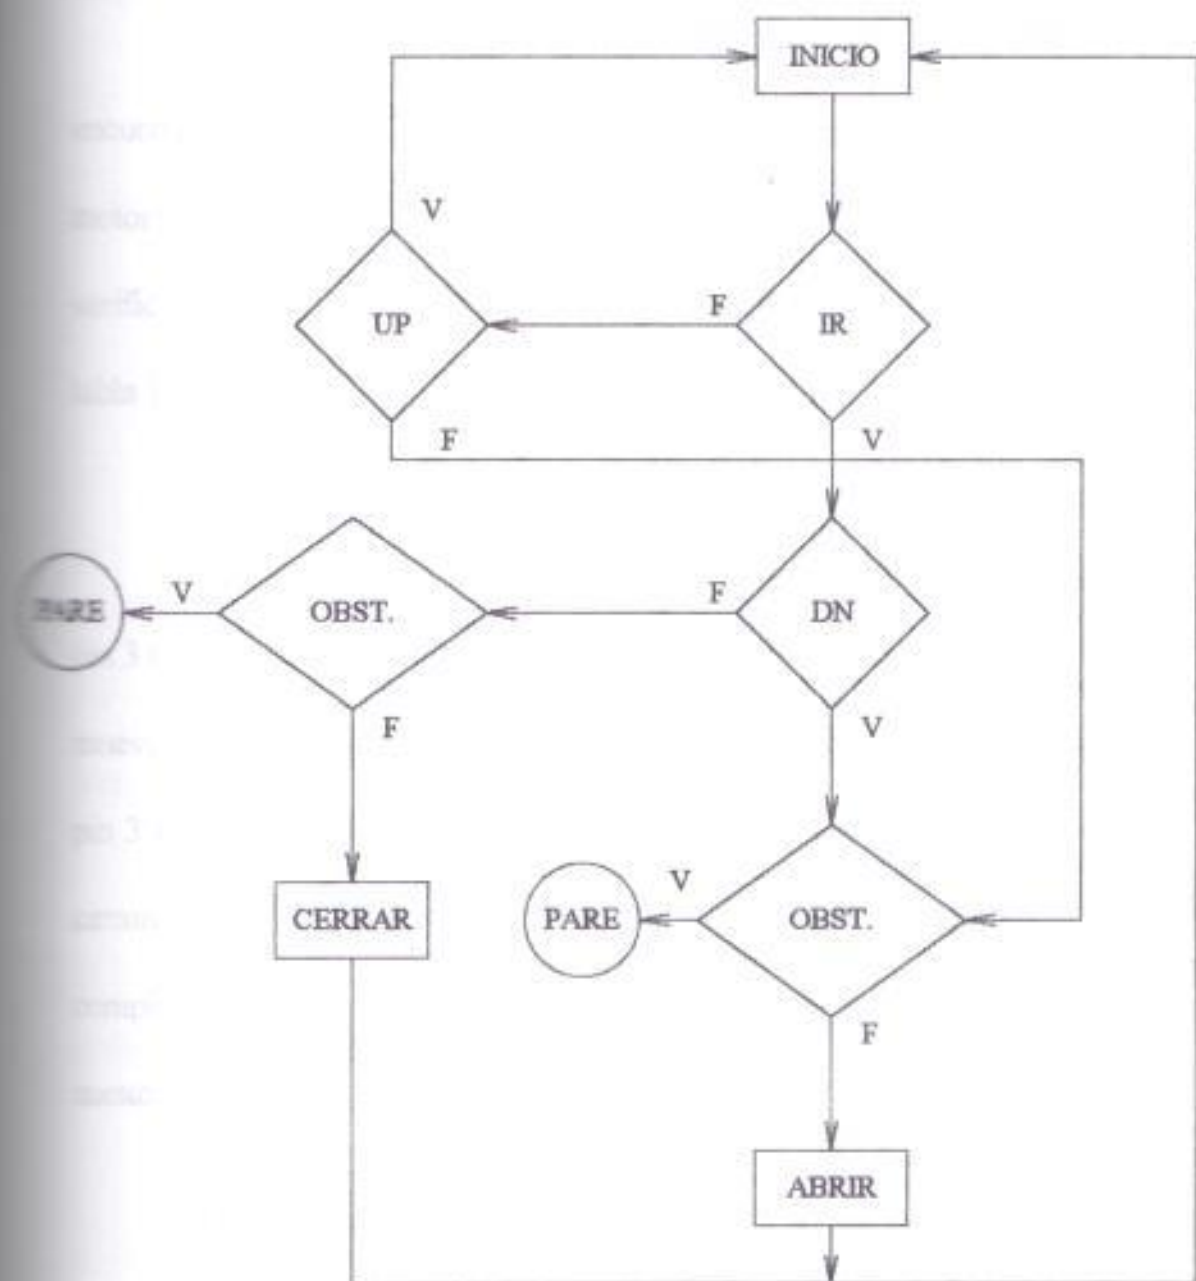 INICIO
V
F
UP
IR
F
V
PARE
V
OBST.
F
DN
F
V
CERRAR
PARE
V
OBST.
F
ABRIR